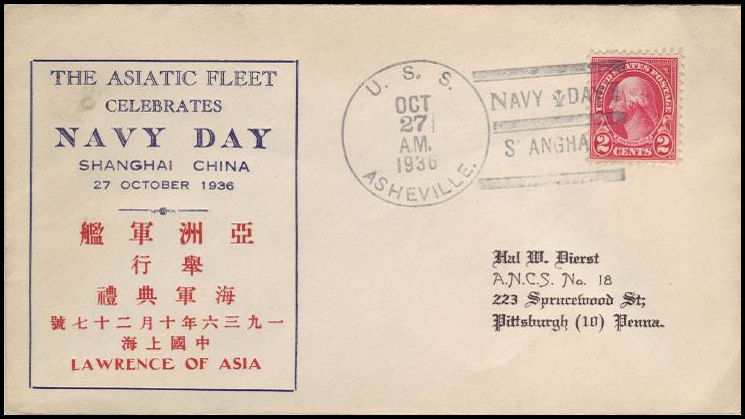 THE ASIATIC FLEET
CELEBRATES
NAVY DAY
SHANGHAI CHINA
27 OCTOBER 1936
亞洲軍艦
舉行
海軍典禮
一九三六年十月二十七號
中國上海
LAWRENCE OF ASIA
U. S. S.
OCT
27
A.M.
1936
ASHEVILLE.
NAVY DA
S ANGHA
UNITED STATES POSTAGE
2 CENTS 2
Hal W. Dierst
A.N.C.S. No. 18
223 Sprucewood St;
Pittsburgh (10) Penna.